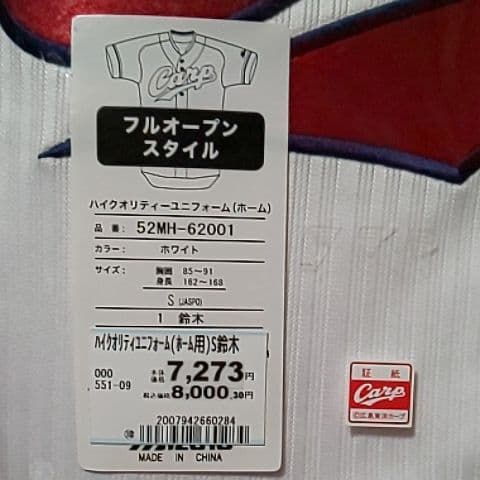 Carp
フルオープン
スタイル
ハイクオリティーユニフォーム(ホーム)
品 番: 52MH-62001
カラー: ホワイト
サイズ: 胸囲 85〜91
身長 162〜168
S (JASPO)
1 鈴木
ハイクオリティユニフォーム(ホーム用)S鈴木
000
551-09
本体価格 7,273円
税込価格 8,000.30円
2007942660284
MADE IN CHINA
証紙
Carp
©広島東洋カープ